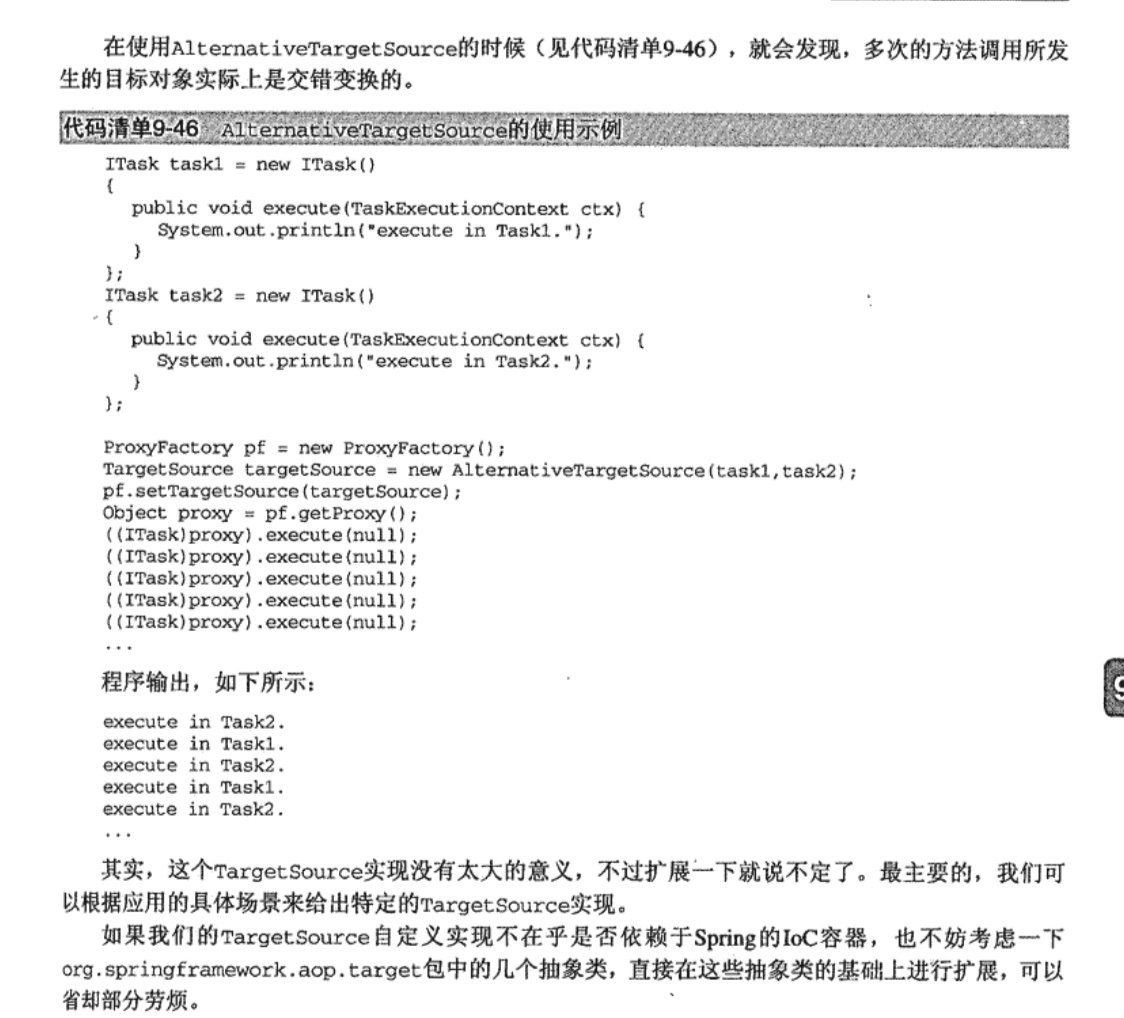 在使用AlternativeTargetSource的时候（见代码清单9-46），就会发现，多次的方法调用所发
生的目标对象实际上是交错变换的。
代码清单9-46 AlternativeTargetSource的使用示例
ITask task1 = new ITask()
{
public void execute(TaskExecutionContext ctx) {
System.out.println("execute in Task1.");
}
};
ITask task2 = new ITask()
{
public void execute(TaskExecutionContext ctx) {
System.out.println("execute in Task2.");
}
};
ProxyFactory pf = new ProxyFactory();
TargetSource targetSource = new AlternativeTargetSource(task1,task2);
pf.setTargetSource(targetSource);
Object proxy = pf.getProxy();
((ITask)proxy).execute(null);
((ITask)proxy).execute(null);
((ITask)proxy).execute(null);
((ITask)proxy).execute(null);
((ITask)proxy).execute(null);
...
程序输出，如下所示：
execute in Task2.
execute in Task1.
execute in Task2.
execute in Task1.
execute in Task2.
...
其实，这个TargetSource实现没有太大的意义，不过扩展一下就说不定了。最主要的，我们可
以根据应用的具体场景来给出特定的TargetSource实现。
如果我们的TargetSource自定义实现不在乎是否依赖于Spring的IoC容器，也不妨考虑一下
org.springframework.aop.target包中的几个抽象类，直接在这些抽象类的基础上进行扩展，可以
省却部分劳烦。